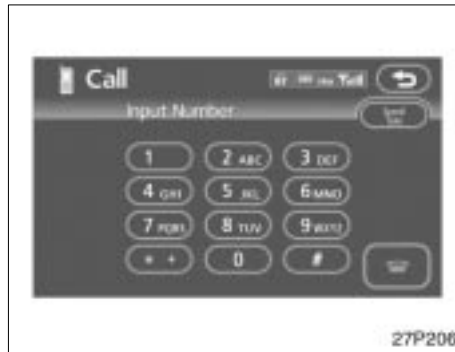 Call
Input Number
1 2 ABC 3 DEF
4 GHI 5 JKL 6 MNO
7 PQRS 8 TUV 9 WXYZ
* + 0 #
27P206